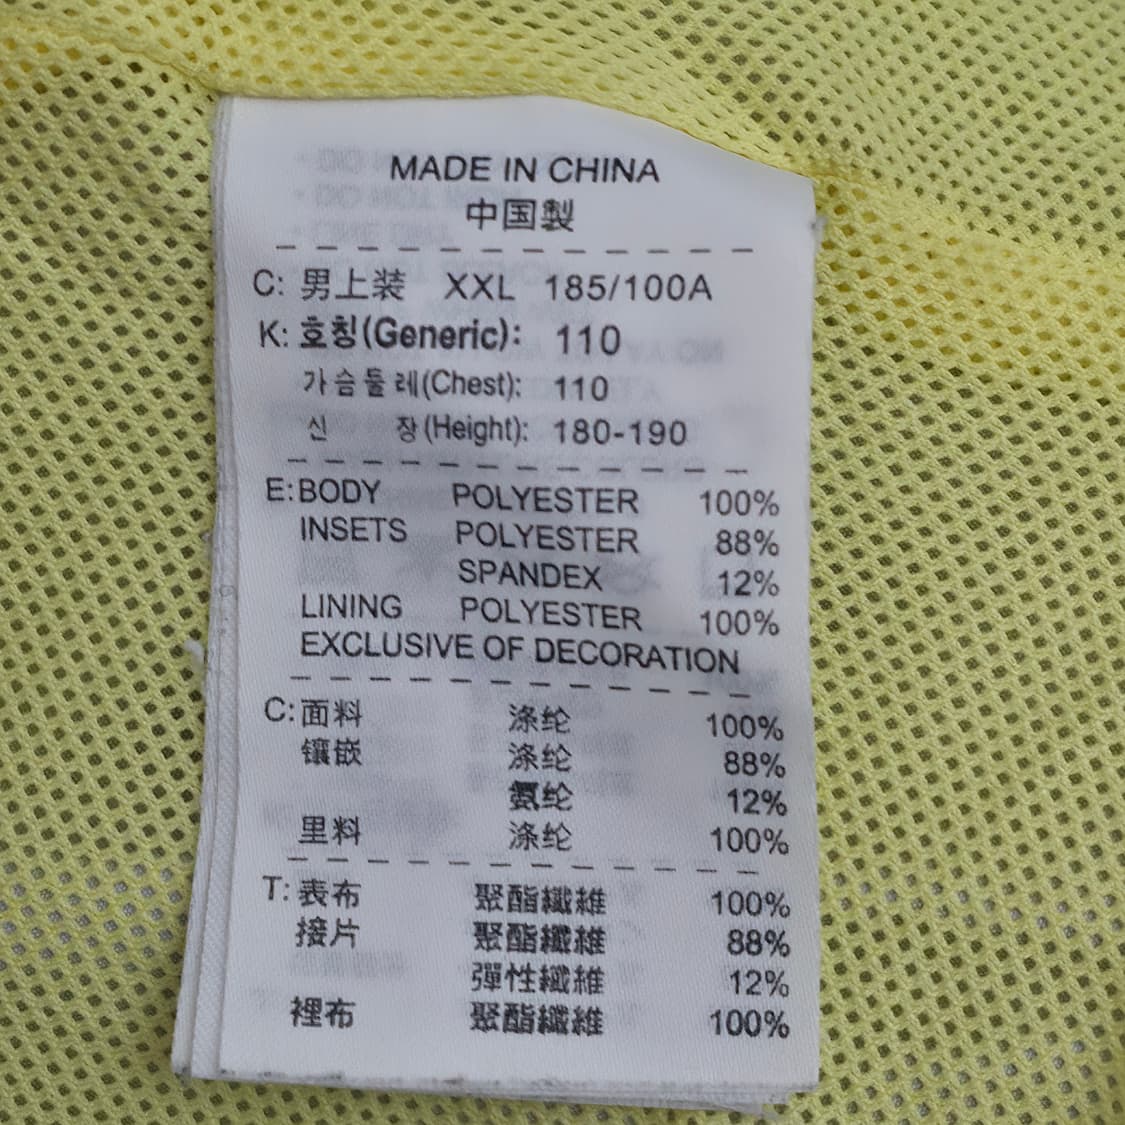 MADE IN CHINA
中国製
C: 男上装 XXL 185/100A
K: 호칭(Generic): 110
가슴둘레(Chest): 110
신 장(Height): 180-190
E: BODY POLYESTER 100%
INSETS POLYESTER 88%
SPANDEX 12%
LINING POLYESTER 100%
EXCLUSIVE OF DECORATION
C: 面料 涤纶 100%
镶嵌 涤纶 88%
氨纶 12%
里料 涤纶 100%
T: 表布 聚酯纖維 100%
接片 聚酯纖維 88%
彈性纖維 12%
裡布 聚酯纖維 100%